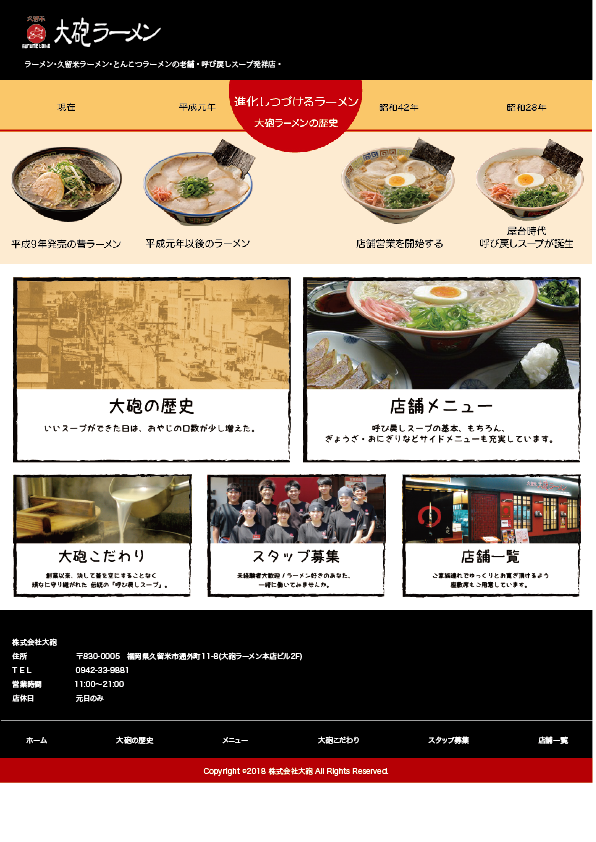 大砲ラーメン
ラーメン・久留米ラーメン・とんこつラーメンの老舗・呼び戻しスープ発祥店・
現在
平成元年
進化しつづけるラーメン
大砲ラーメンの歴史
昭和42年
昭和28年
平成9年発売の昔ラーメン
平成元年以後のラーメン
店舗営業を開始する
屋台時代
呼び戻しスープが誕生
大砲の歴史
いいスープができた日は、おやじの口数が少し増えた。
店舗メニュー
呼び戻しスープの基本、もちろん、
ぎょうざ・おにぎりなどサイドメニューも充実しています。
大砲こだわり
創業以来、決して釜を空にすることなく
頑なに守り継がれた 伝統の「呼び戻しスープ」。
スタッフ募集
未経験者大歓迎！ラーメン好きのあなた、
一緒に働いてみませんか。
店舗一覧
ご家族連れでゆっくりとお寛ぎ頂けるよう
座敷席もご用意しています。
株式会社大砲
住所 〒830-0005 福岡県久留米市通外町11-8(大砲ラーメン本店ビル2F)
TEL 0942-33-9881
営業時間 11:00～21:00
店休日 元日のみ
ホーム 大砲の歴史 メニュー 大砲こだわり スタッフ募集 店舗一覧
Copyright ©2018 株式会社大砲 All Rights Reserved.